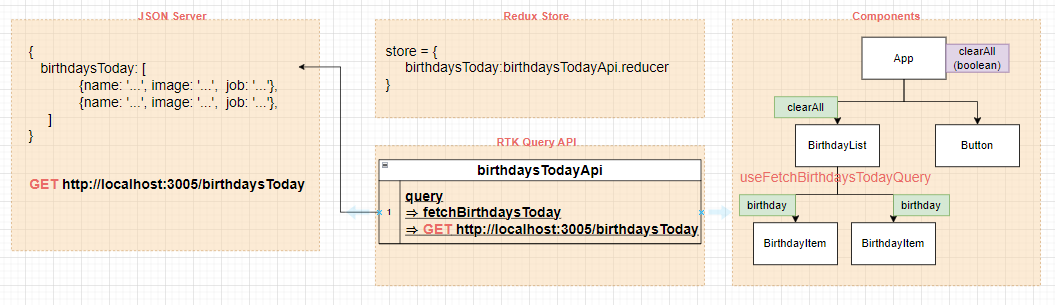 JSON Server
{
birthdaysToday: [
{name: '...', image: '...', job: '...'},
{name: '...', image: '...', job: '...'},
]
}
GET http://localhost:3005/birthdaysToday
Redux Store
store = {
birthdaysToday:birthdaysTodayApi.reducer
}
RTK Query API
birthdaysTodayApi
1
query
=> fetchBirthdaysToday
=> GET http://localhost:3005/birthdaysToday
Components
App
clearAll
(boolean)
clearAll
BirthdayList
Button
useFetchBirthdaysTodayQuery
birthday
birthday
BirthdayItem
BirthdayItem